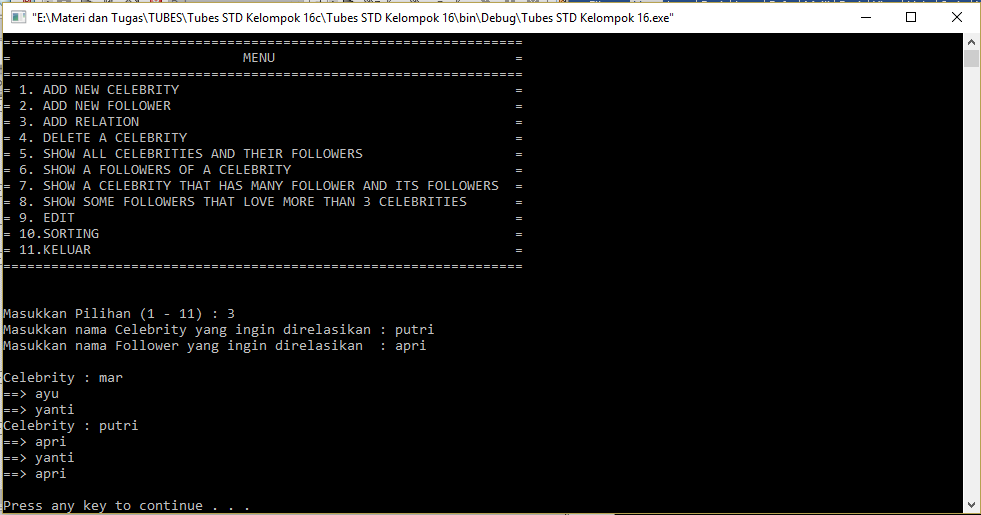 "E:\Materi dan Tugas\TUBES\Tubes STD Kelompok 16c\Tubes STD Kelompok 16\bin\Debug\Tubes STD Kelompok 16.exe"
=================================================================
=                             MENU                              =
=================================================================
= 1. ADD NEW CELEBRITY                                          =
= 2. ADD NEW FOLLOWER                                           =
= 3. ADD RELATION                                               =
= 4. DELETE A CELEBRITY                                         =
= 5. SHOW ALL CELEBRITIES AND THEIR FOLLOWERS                   =
= 6. SHOW A FOLLOWERS OF A CELEBRITY                            =
= 7. SHOW A CELEBRITY THAT HAS MANY FOLLOWER AND ITS FOLLOWERS  =
= 8. SHOW SOME FOLLOWERS THAT LOVE MORE THAN 3 CELEBRITIES      =
= 9. EDIT                                                       =
= 10.SORTING                                                    =
= 11.KELUAR                                                     =
=================================================================
Masukkan Pilihan (1 - 11) : 3
Masukkan nama Celebrity yang ingin direlasikan : putri
Masukkan nama Follower yang ingin direlasikan  : apri
Celebrity : mar
==> ayu
==> yanti
Celebrity : putri
==> apri
==> yanti
==> apri
Press any key to continue . . .